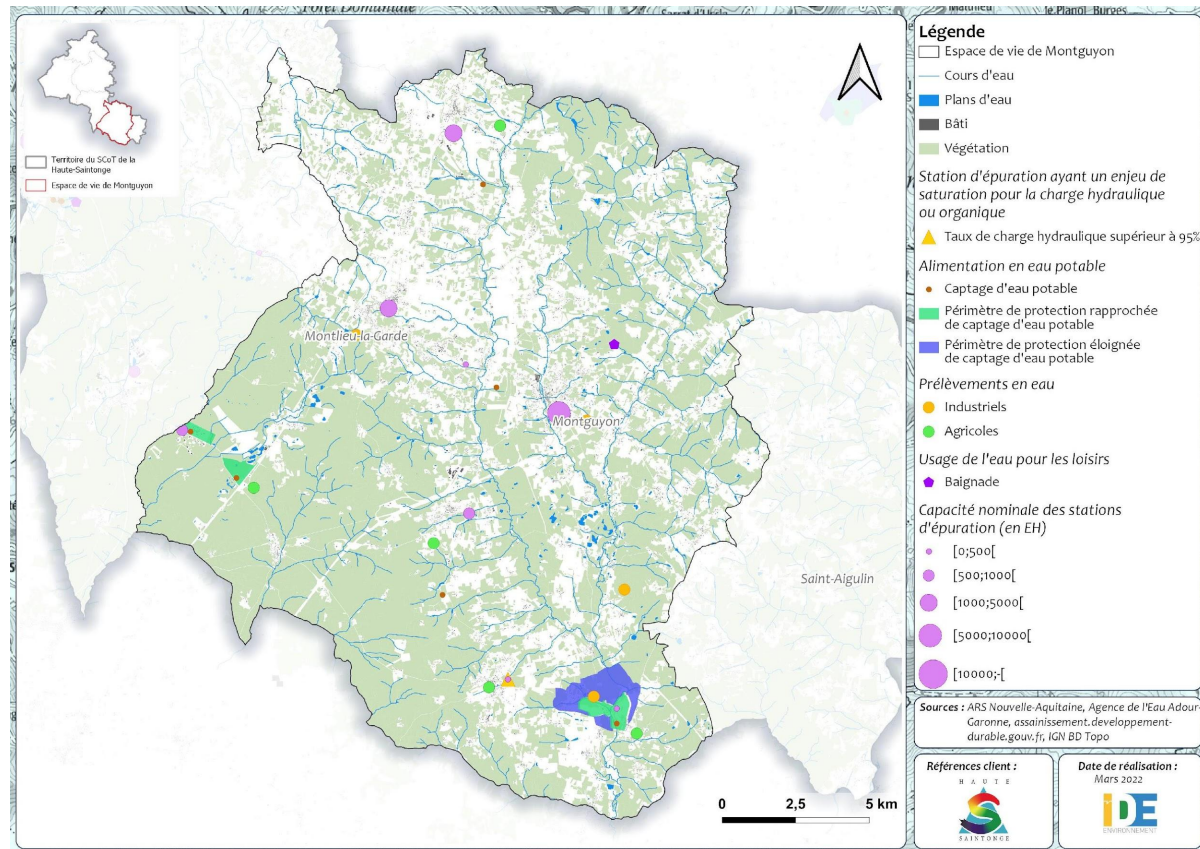 Forêt Domaniale
le Planol
Burges
Territoire du SCoT de la
Haute-Saintonge
Espace de vie de Montguyon
Montlieu-la-Garde
Montguyon
Saint-Aigulin
0 2,5 5 km
Légende
Espace de vie de Montguyon
Cours d'eau
Plans d'eau
Bâti
Végétation
Station d'épuration ayant un enjeu de
saturation pour la charge hydraulique
ou organique
Taux de charge hydraulique supérieur à 95%
Alimentation en eau potable
Captage d'eau potable
Périmètre de protection rapprochée
de captage d'eau potable
Périmètre de protection éloignée
de captage d'eau potable
Prélèvements en eau
Industriels
Agricoles
Usage de l'eau pour les loisirs
Baignade
Capacité nominale des stations
d'épuration (en EH)
[0;500[
[500;1000[
[1000;5000[
[5000;10000[
[10000;-[
Sources : ARS Nouvelle-Aquitaine, Agence de l'Eau Adour-
Garonne, assainissement.developpement-
durable.gouv.fr, IGN BD Topo
Références client :
HAUTE
SAINTONGE
Date de réalisation :
Mars 2022
IDE
ENVIRONNEMENT